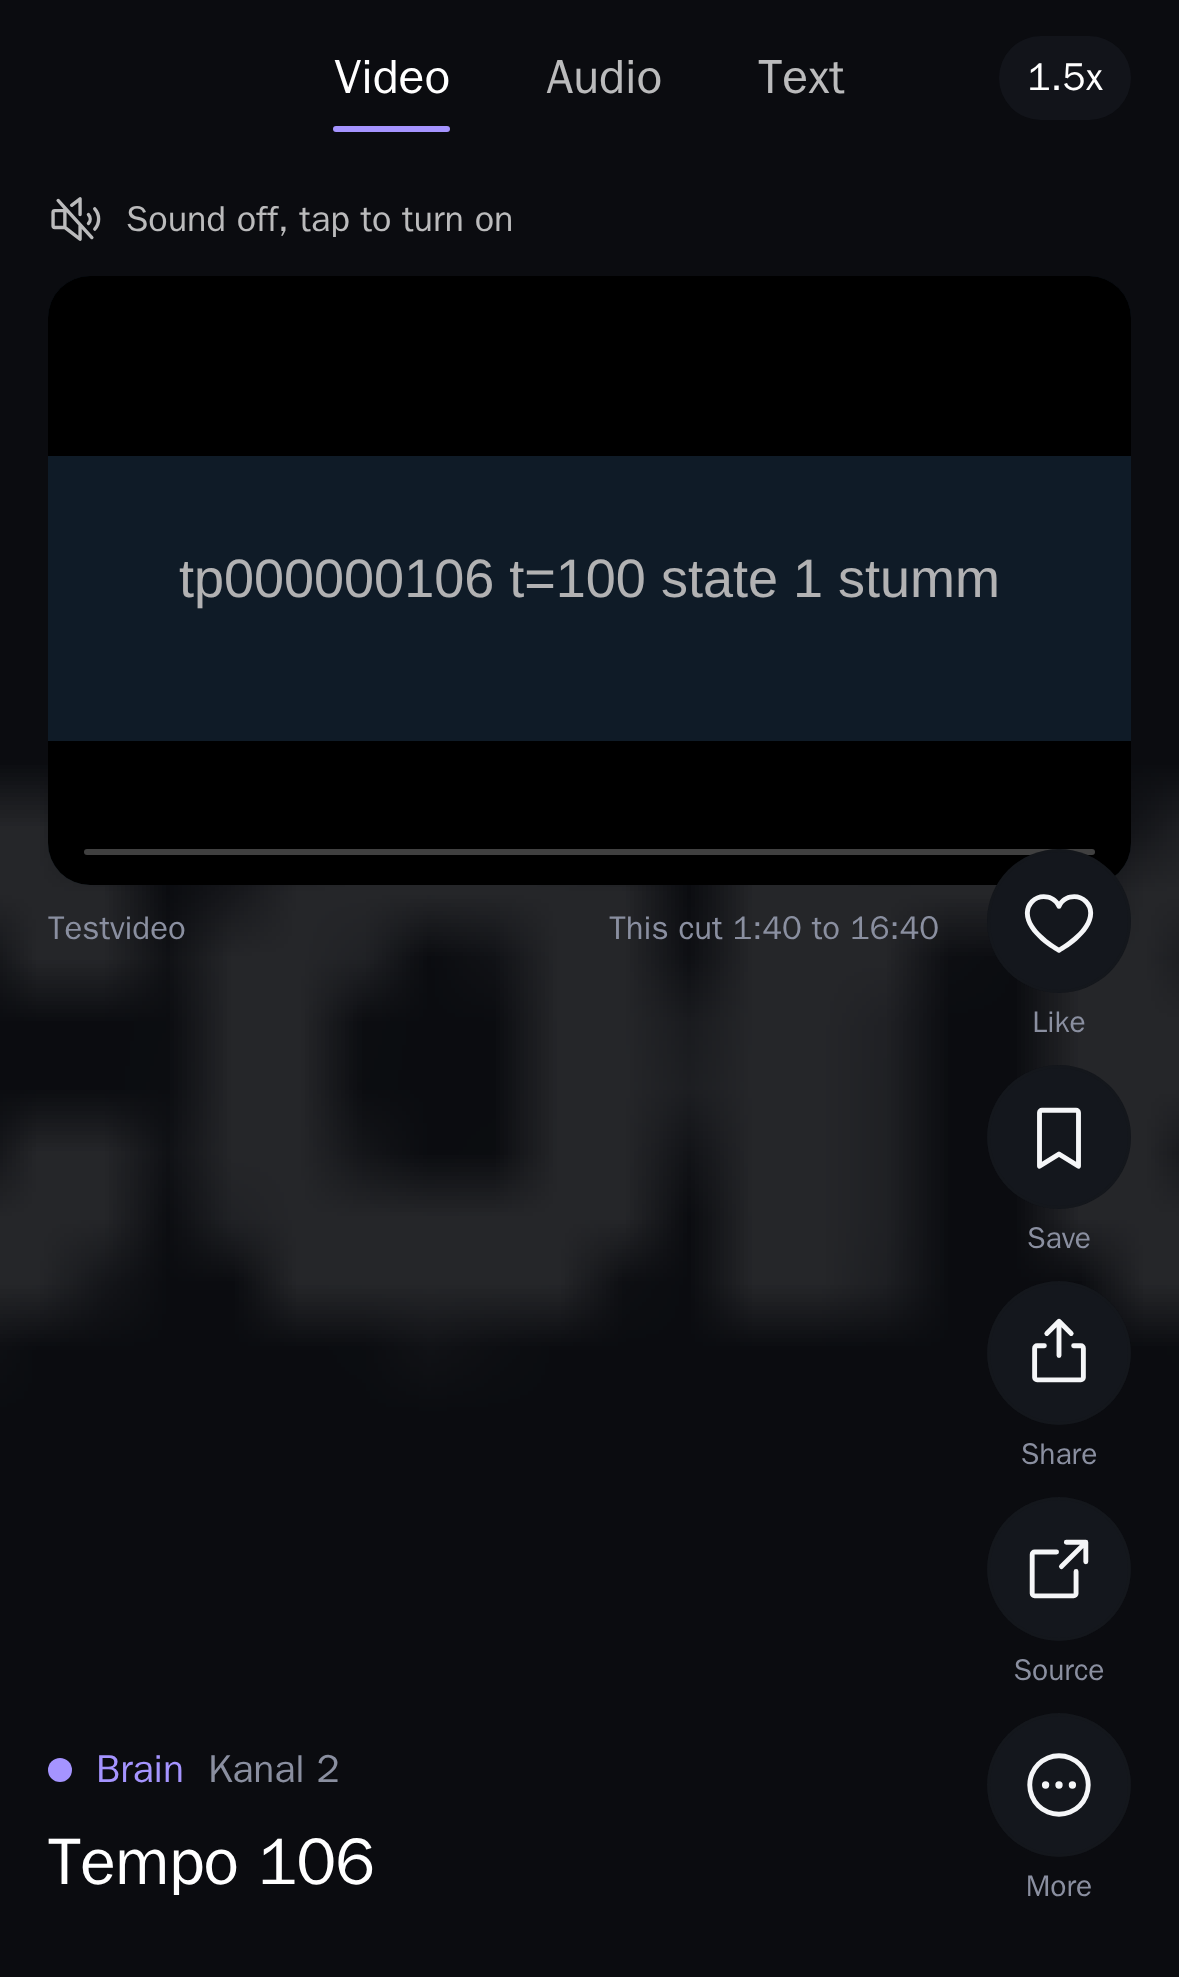 Video Audio Text 1.5x
Sound off, tap to turn on
tp000000106 t=100 state 1 stumm
Testvideo This cut 1:40 to 16:40
Like
Save
Share
Source
Brain Kanal 2
Tempo 106
More